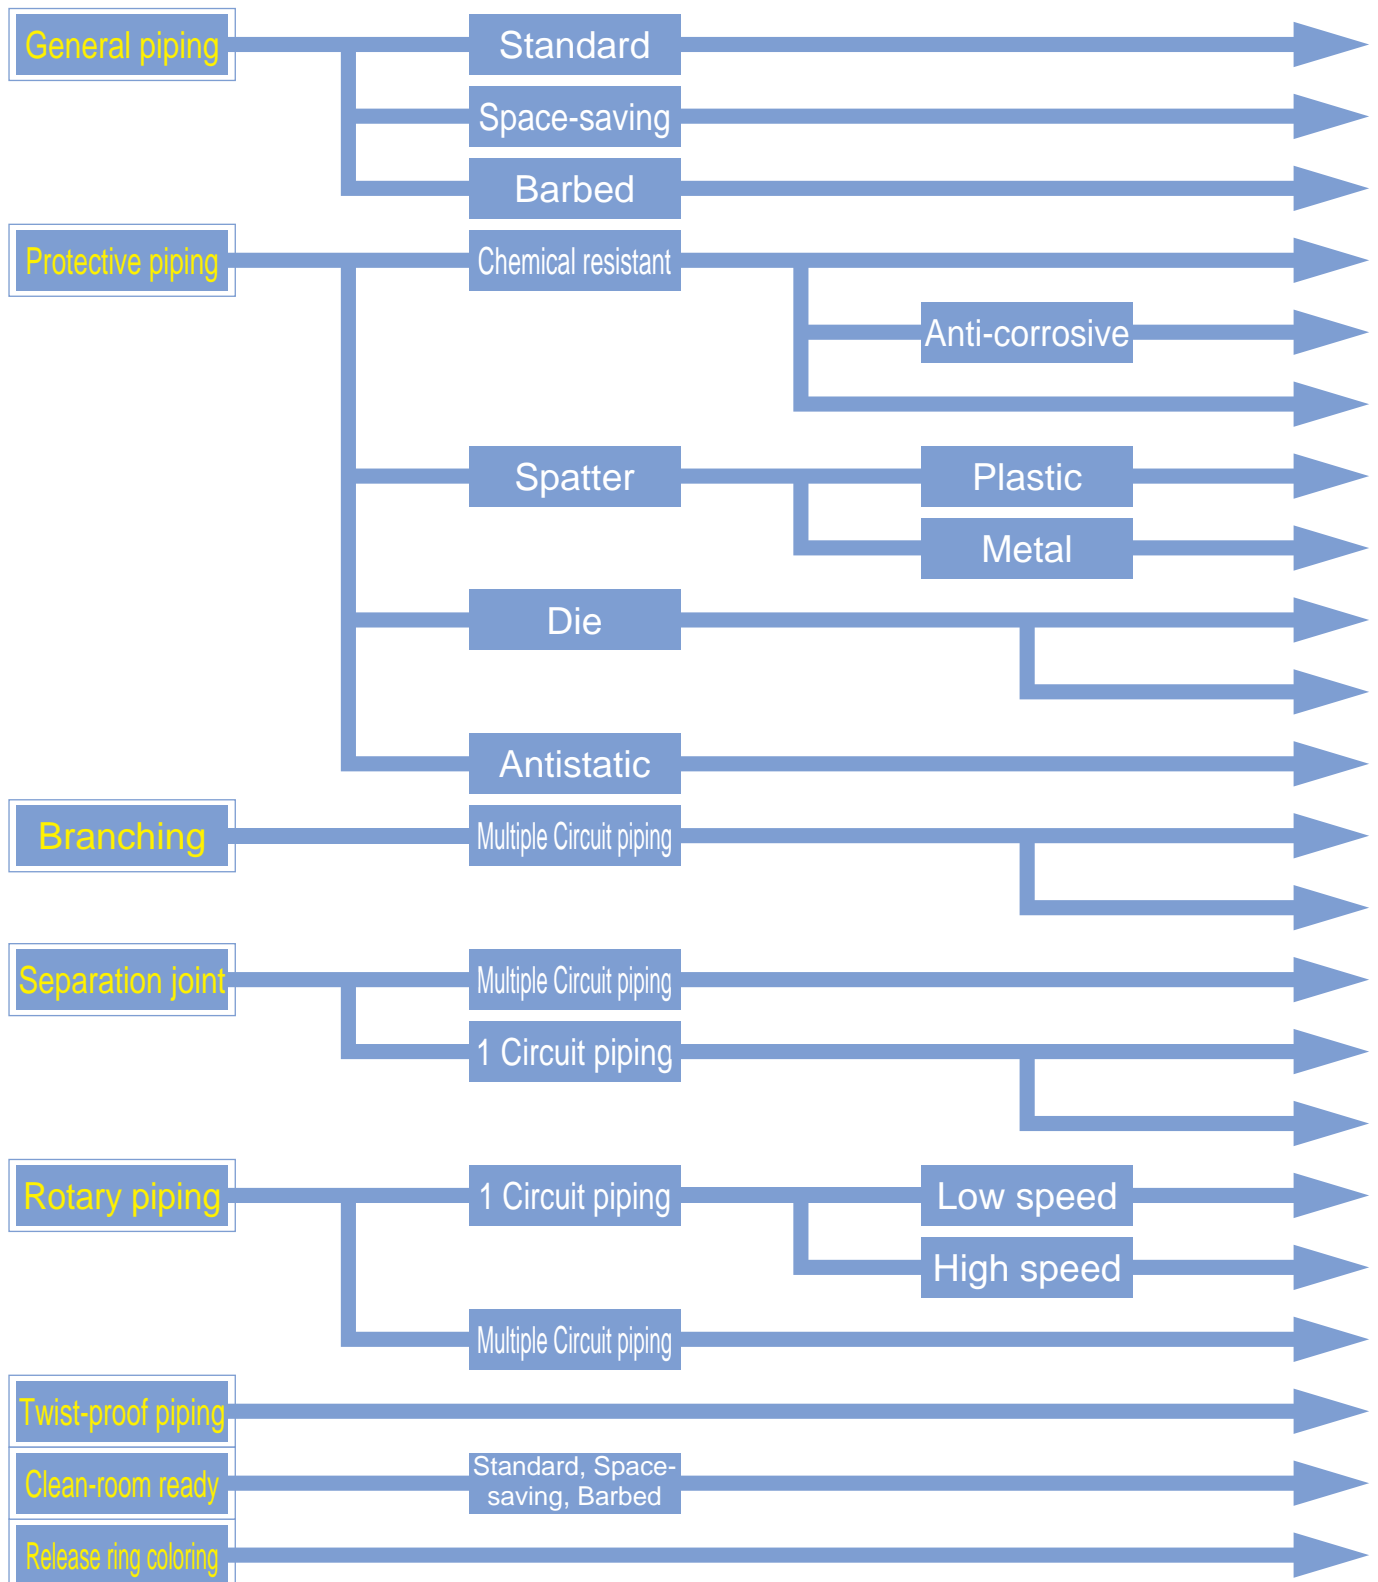 General piping
Standard
Space-saving
Barbed
Protective piping
Chemical resistant
Anti-corrosive
Spatter
Plastic
Metal
Die
Antistatic
Branching
Multiple Circuit piping
Separation joint
Multiple Circuit piping
1 Circuit piping
Rotary piping
1 Circuit piping
Low speed
High speed
Multiple Circuit piping
Twist-proof piping
Clean-room ready
Standard, Space-
saving, Barbed
Release ring coloring